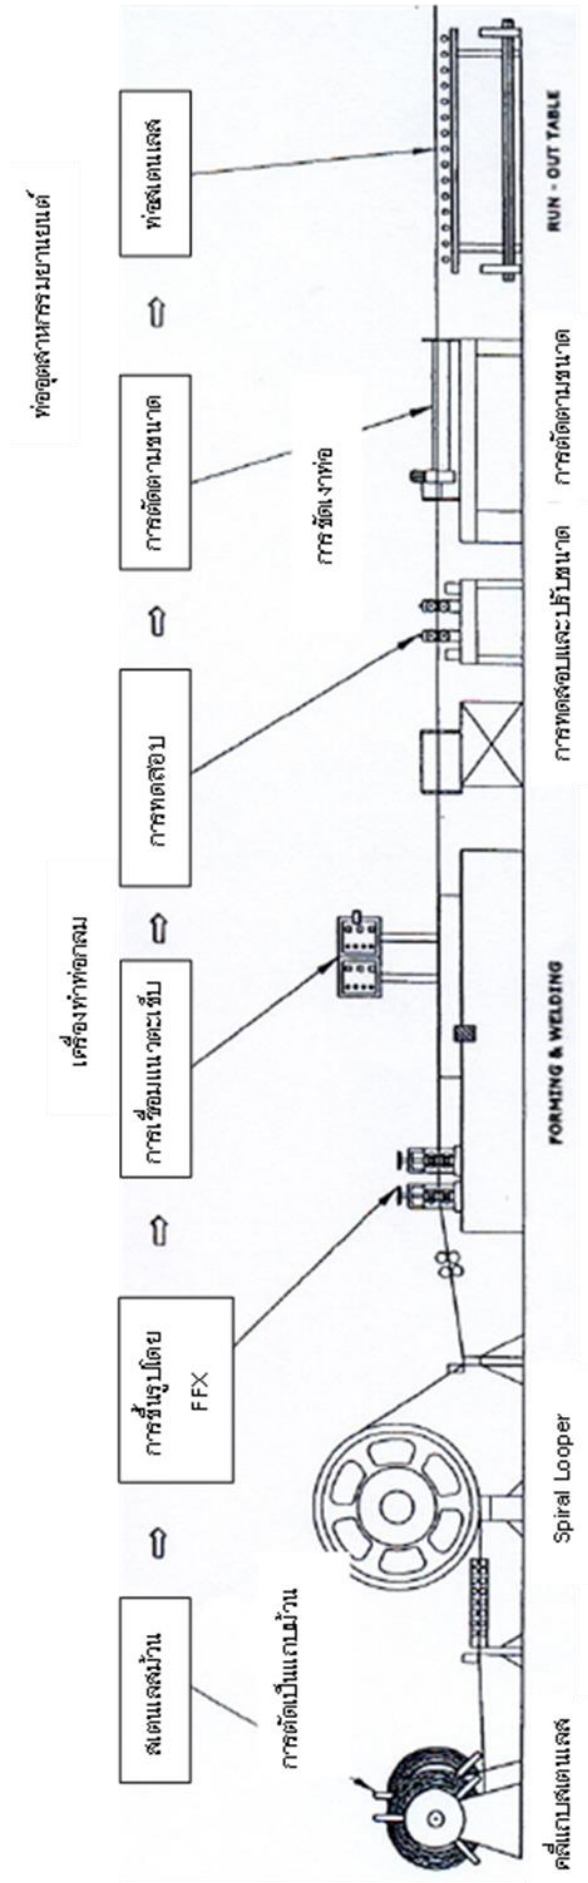 ท่ออุตสาหกรรมยานยนต์
เครื่องทำท่อกลม
สเตนเลสม้วน
การขึ้นรูปโดย
FFX
การเชื่อมแนวตะเข็บ
การทดสอบ
การตัดตามขนาด
ท่อสเตนเลส
การตัดเป็นแถบม้วน
การขัดเงาท่อ
คลี่แถบสเตนเลส
Spiral Looper
FORMING & WELDING
การทดสอบและปรับขนาด
การตัดตามขนาด
RUN - OUT TABLE